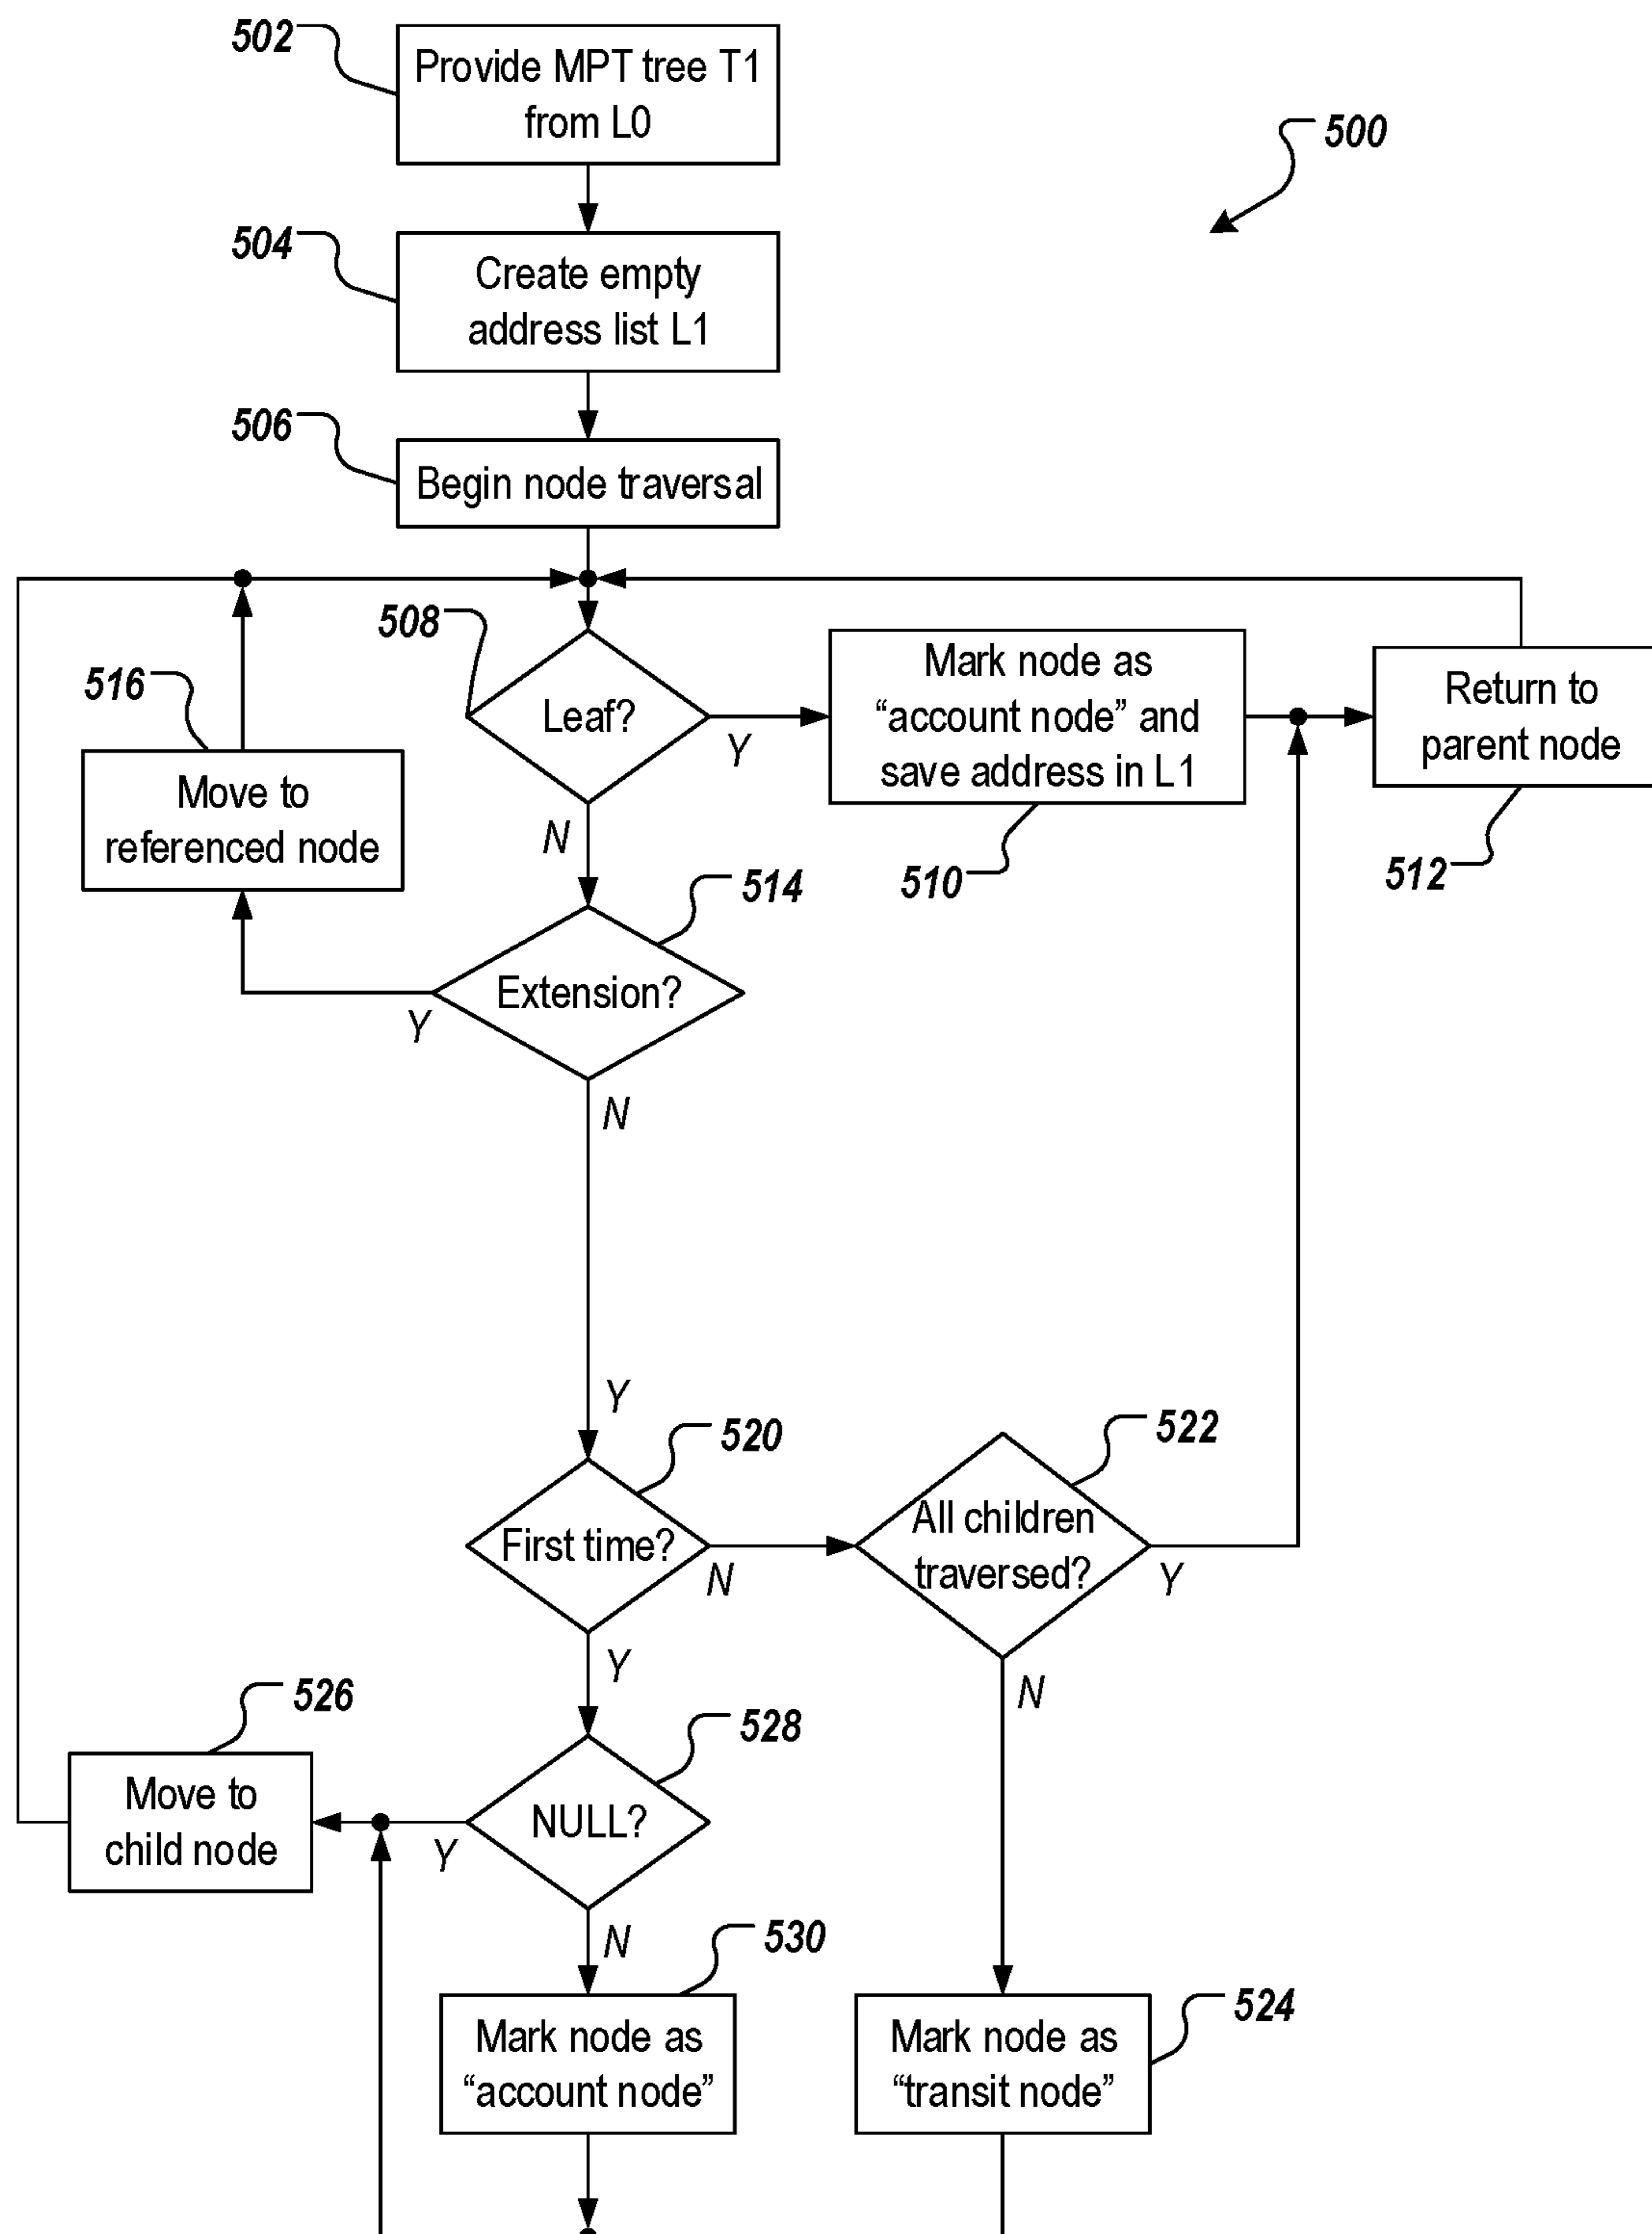 502
Provide MPT tree T1
from L0
500
504
Create empty
address list L1
506
Begin node traversal
508
516
Leaf?
Y
Mark node as
“account node” and
save address in L1
Return to
parent node
Move to
referenced node
N
510
512
514
Extension?
Y
N
Y
520
522
First time?
N
All children
traversed?
Y
Y
N
526
528
Move to
child node
NULL?
Y
N
530
524
Mark node as
“account node”
Mark node as
“transit node”